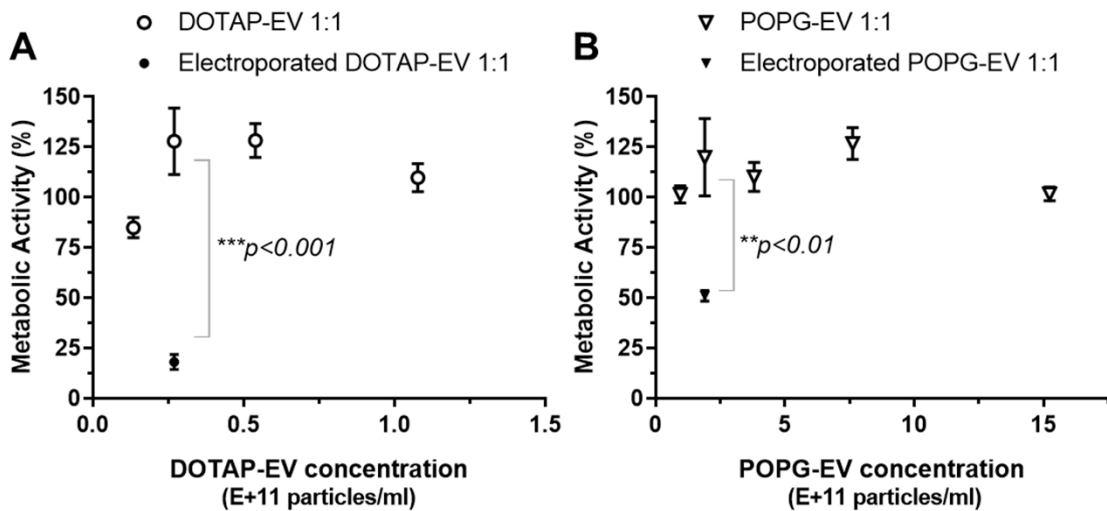 A
DOTAP-EV 1:1
Electroporated DOTAP-EV 1:1
Metabolic Activity (%)
150
125
100
75
50
25
0
***p<0.001
0.0
0.5
1.0
1.5
DOTAP-EV concentration
(E+11 particles/ml)
B
POPG-EV 1:1
Electroporated POPG-EV 1:1
Metabolic Activity (%)
150
125
100
75
50
25
0
**p<0.01
0
5
10
15
POPG-EV concentration
(E+11 particles/ml)